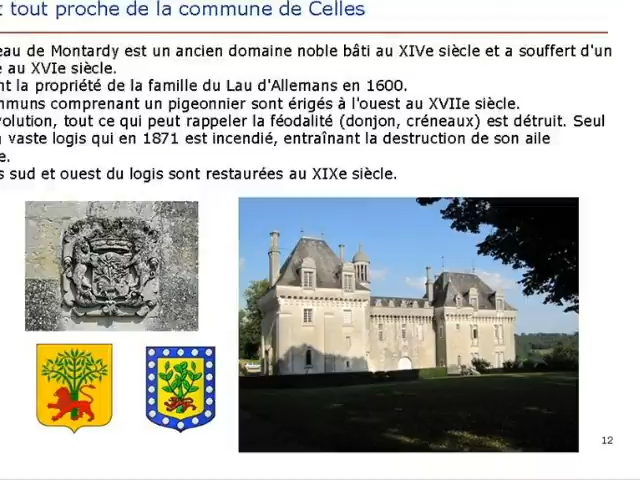 t tout proche de la commune de Celles
eau de Montardy est un ancien domaine noble bâti au XIVe siècle et a souffert d'un
e au XVIe siècle.
nt la propriété de la famille du Lau d'Allemans en 1600.
mmuns comprenant un pigeonnier sont érigés à l'ouest au XVIIe siècle.
volution, tout ce qui peut rappeler la féodalité (donjon, créneaux) est détruit. Seul
vaste logis qui en 1871 est incendié, entraînant la destruction de son aile
e.
s sud et ouest du logis sont restaurées au XIXe siècle.
12